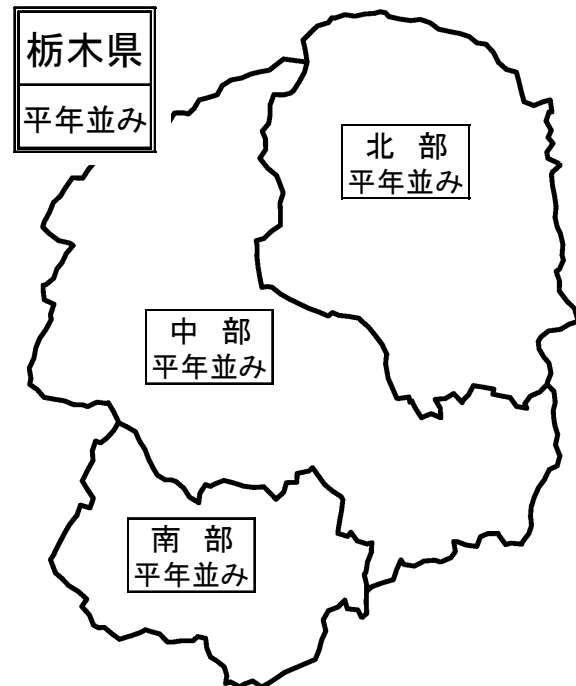 栃木県
平年並み
北 部
平年並み
中 部
平年並み
南 部
平年並み